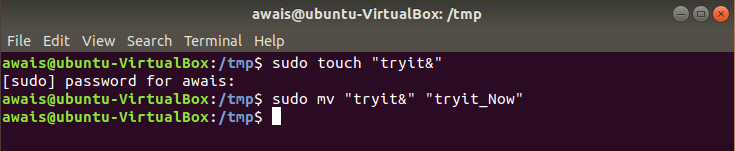 awais@ubuntu-VirtualBox: /tmp
File Edit View Search Terminal Help
awais@ubuntu-VirtualBox:/tmp$ sudo touch "tryit&"
[sudo] password for awais:
awais@ubuntu-VirtualBox:/tmp$ sudo mv "tryit&" "tryit_Now"
awais@ubuntu-VirtualBox:/tmp$